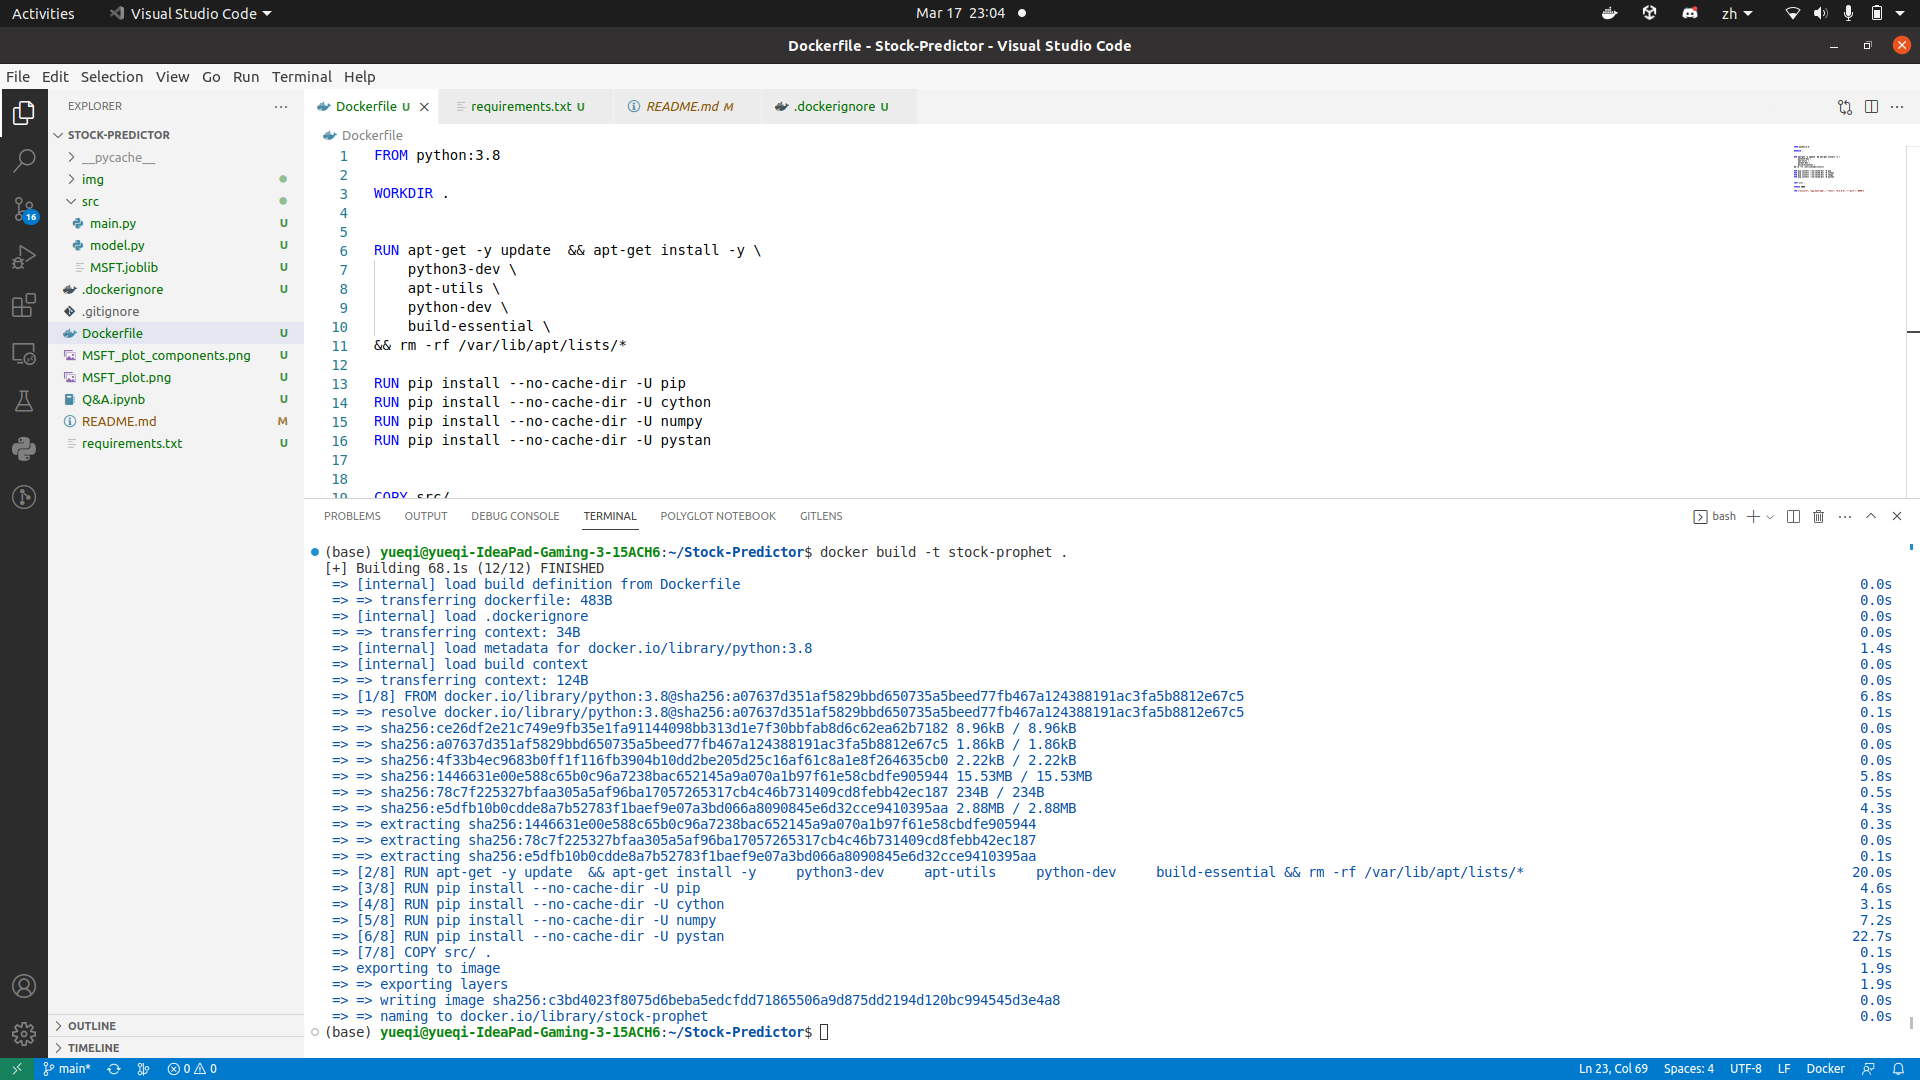 Activities
Visual Studio Code
Mar 17 23:04
zh
Dockerfile - Stock-Predictor - Visual Studio Code
File Edit Selection View Go Run Terminal Help
EXPLORER
STOCK-PREDICTOR
__pycache__
img
src
main.py U
model.py U
MSFT.joblib U
.dockerignore U
.gitignore
Dockerfile U
MSFT_plot_components.png U
MSFT_plot.png U
Q&A.ipynb U
README.md M
requirements.txt U
OUTLINE
TIMELINE
16
Dockerfile U
requirements.txt U
README.md M
.dockerignore U
Dockerfile
1 FROM python:3.8
2
3 WORKDIR .
4
5
6 RUN apt-get -y update  && apt-get install -y \
7     python3-dev \
8     apt-utils \
9     python-dev \
10     build-essential \
11 && rm -rf /var/lib/apt/lists/*
12
13 RUN pip install --no-cache-dir -U pip
14 RUN pip install --no-cache-dir -U cython
15 RUN pip install --no-cache-dir -U numpy
16 RUN pip install --no-cache-dir -U pystan
17
18
19 COPY src/
PROBLEMS OUTPUT DEBUG CONSOLE TERMINAL POLYGLOT NOTEBOOK GITLENS
bash
(base) yueqi@yueqi-IdeaPad-Gaming-3-15ACH6:~/Stock-Predictor$ docker build -t stock-prophet .
[+] Building 68.1s (12/12) FINISHED
=> [internal] load build definition from Dockerfile 0.0s
=> => transferring dockerfile: 483B 0.0s
=> [internal] load .dockerignore 0.0s
=> => transferring context: 34B 0.0s
=> [internal] load metadata for docker.io/library/python:3.8 1.4s
=> [internal] load build context 0.0s
=> => transferring context: 124B 0.0s
=> [1/8] FROM docker.io/library/python:3.8@sha256:a07637d351af5829bbd650735a5beed77fb467a124388191ac3fa5b8812e67c5 6.8s
=> => resolve docker.io/library/python:3.8@sha256:a07637d351af5829bbd650735a5beed77fb467a124388191ac3fa5b8812e67c5 0.1s
=> => sha256:ce26df2e21c749e9fb35e1fa91144098bb313d1e7f30bbfab8d6c62ea62b7182 8.96kB / 8.96kB 0.0s
=> => sha256:a07637d351af5829bbd650735a5beed77fb467a124388191ac3fa5b8812e67c5 1.86kB / 1.86kB 0.0s
=> => sha256:4f33b4ec9683b0ff1f116fb3904b10dd2be205d25c16af61c8a1e8f264635cb0 2.22kB / 2.22kB 0.0s
=> => sha256:1446631e00e588c65b0c96a7238bac652145a9a070a1b97f61e58cbdfe905944 15.53MB / 15.53MB 5.8s
=> => sha256:78c7f225327bfaa305a5af96ba17057265317cb4c46b731409cd8febb42ec187 234B / 234B 0.5s
=> => sha256:e5dfb10b0cdde8a7b52783f1baef9e07a3bd066a8090845e6d32cce9410395aa 2.88MB / 2.88MB 4.3s
=> => extracting sha256:1446631e00e588c65b0c96a7238bac652145a9a070a1b97f61e58cbdfe905944 0.3s
=> => extracting sha256:78c7f225327bfaa305a5af96ba17057265317cb4c46b731409cd8febb42ec187 0.0s
=> => extracting sha256:e5dfb10b0cdde8a7b52783f1baef9e07a3bd066a8090845e6d32cce9410395aa 0.1s
=> [2/8] RUN apt-get -y update  && apt-get install -y     python3-dev     apt-utils     python-dev     build-essential && rm -rf /var/lib/apt/lists/* 20.0s
=> [3/8] RUN pip install --no-cache-dir -U pip 4.6s
=> [4/8] RUN pip install --no-cache-dir -U cython 3.1s
=> [5/8] RUN pip install --no-cache-dir -U numpy 7.2s
=> [6/8] RUN pip install --no-cache-dir -U pystan 22.7s
=> [7/8] COPY src/ . 0.1s
=> exporting to image 1.9s
=> => exporting layers 1.9s
=> => writing image sha256:c3bd4023f8075d6beba5edcfdd71865506a9d875dd2194d120bc994545d3e4a8 0.0s
=> => naming to docker.io/library/stock-prophet 0.0s
(base) yueqi@yueqi-IdeaPad-Gaming-3-15ACH6:~/Stock-Predictor$
main* 0 0 Ln 23, Col 69 Spaces: 4 UTF-8 LF Docker